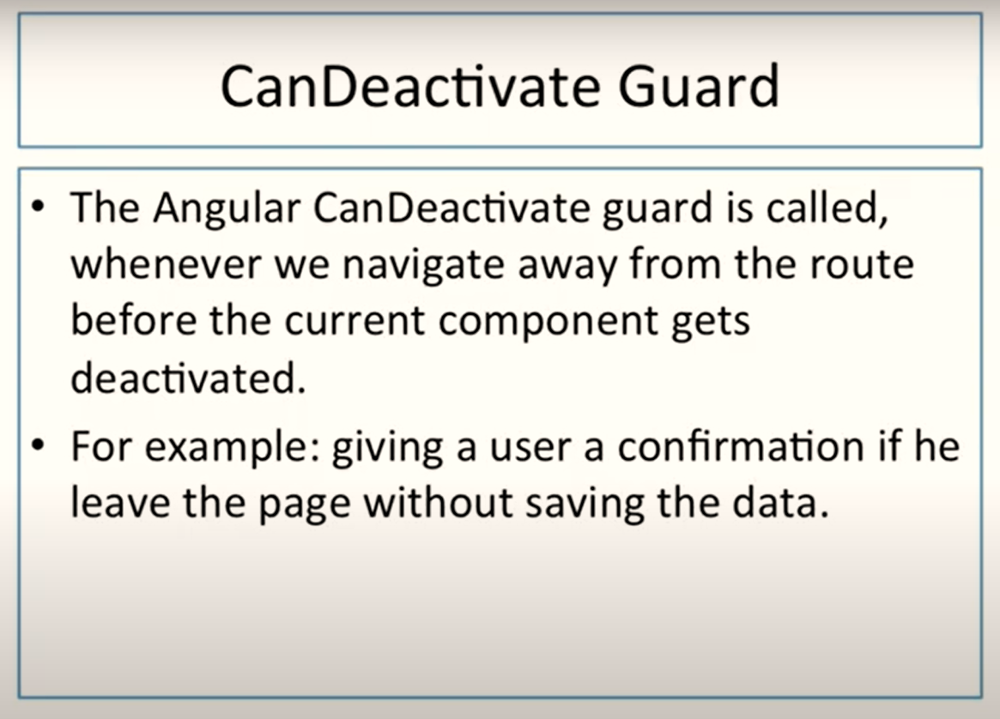 CanDeactivate Guard
• The Angular CanDeactivate guard is called,
whenever we navigate away from the route
before the current component gets
deactivated.
• For example: giving a user a confirmation if he
leave the page without saving the data.